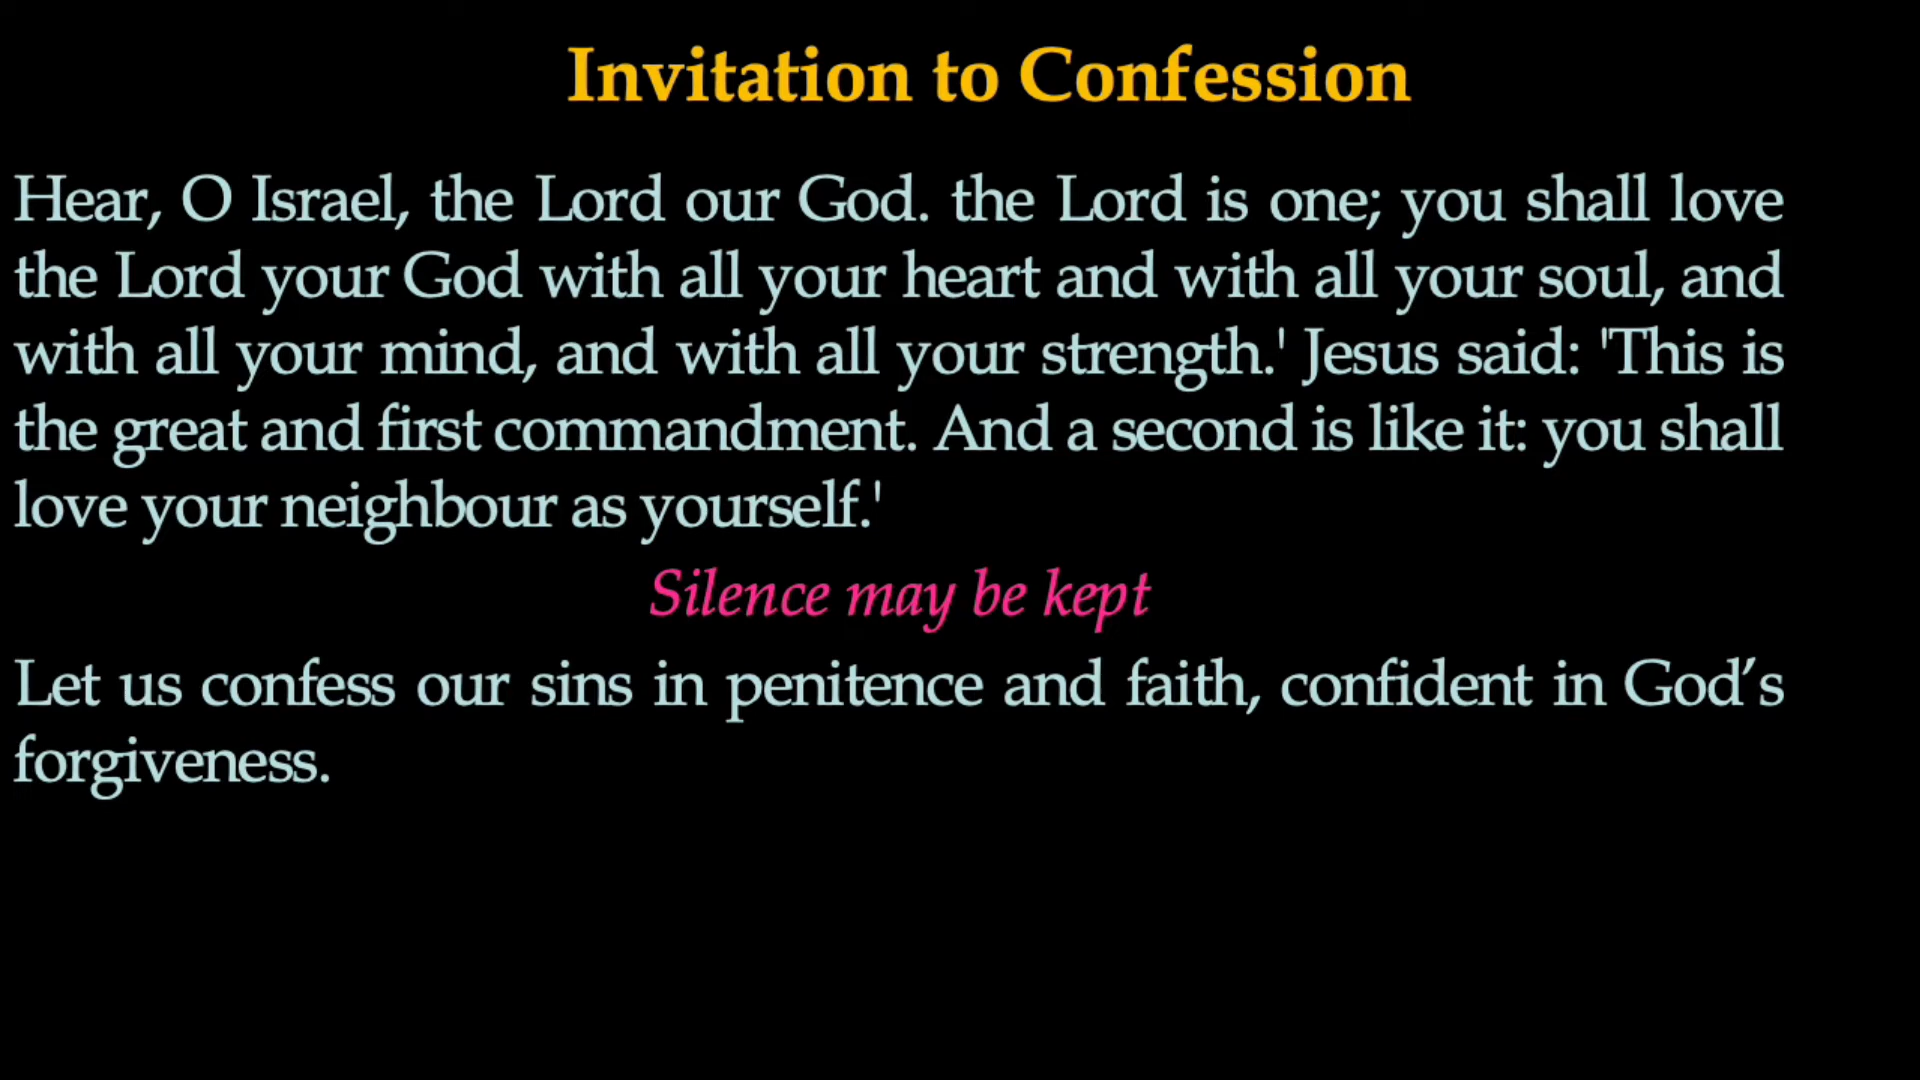 Invitation to Confession
Hear, O Israel, the Lord our God. the Lord is one; you shall love
the Lord your God with all your heart and with all your soul, and
with all your mind, and with all your strength.' Jesus said: 'This is
the great and first commandment. And a second is like it: you shall
love your neighbour as yourself.'
Silence may be kept
Let us confess our sins in penitence and faith, confident in God’s
forgiveness.